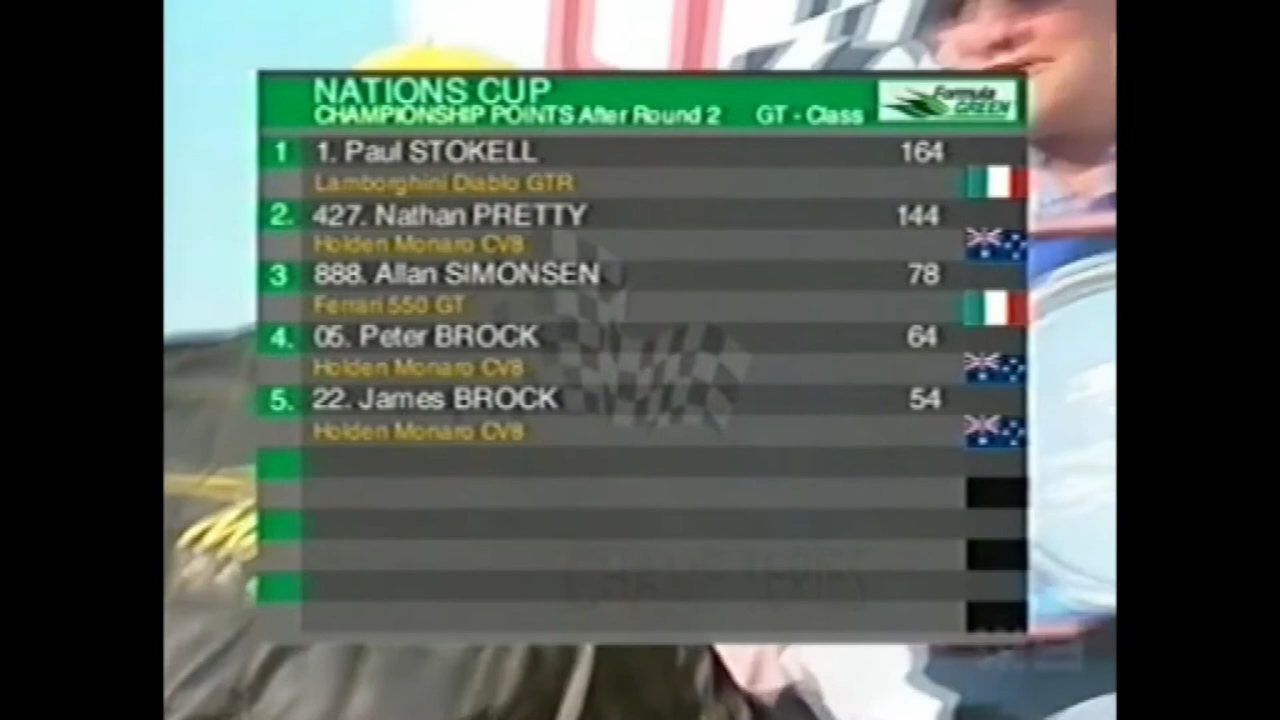 NATIONS CUP
CHAMPIONSHIP POINTS After Round 2 GT - Class
Formula GREEN
1 1. Paul STOKELL 164
Lamborghini Diablo GTR
2. 427. Nathan PRETTY 144
Holden Monaro CV8
3 888. Allan SIMONSEN 78
Ferrari 550 GT
4. 05. Peter BROCK 64
Holden Monaro CV8
5. 22. James BROCK 54
Holden Monaro CV8